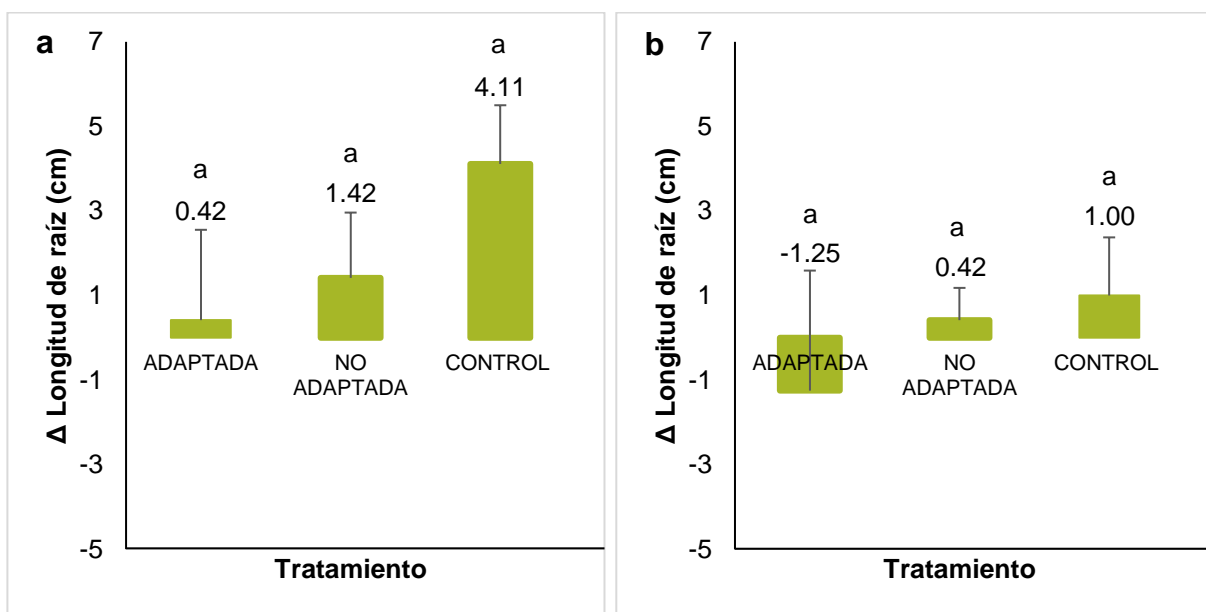 a
7
5
3
1
-1
-3
-5
Δ Longitud de raíz (cm)
a
0.42
a
1.42
a
4.11
ADAPTADA
NO
ADAPTADA
CONTROL
Tratamiento
b
7
5
3
1
-1
-3
-5
Δ Longitud de raíz (cm)
a
-1.25
a
0.42
a
1.00
ADAPTADA
NO
ADAPTADA
CONTROL
Tratamiento